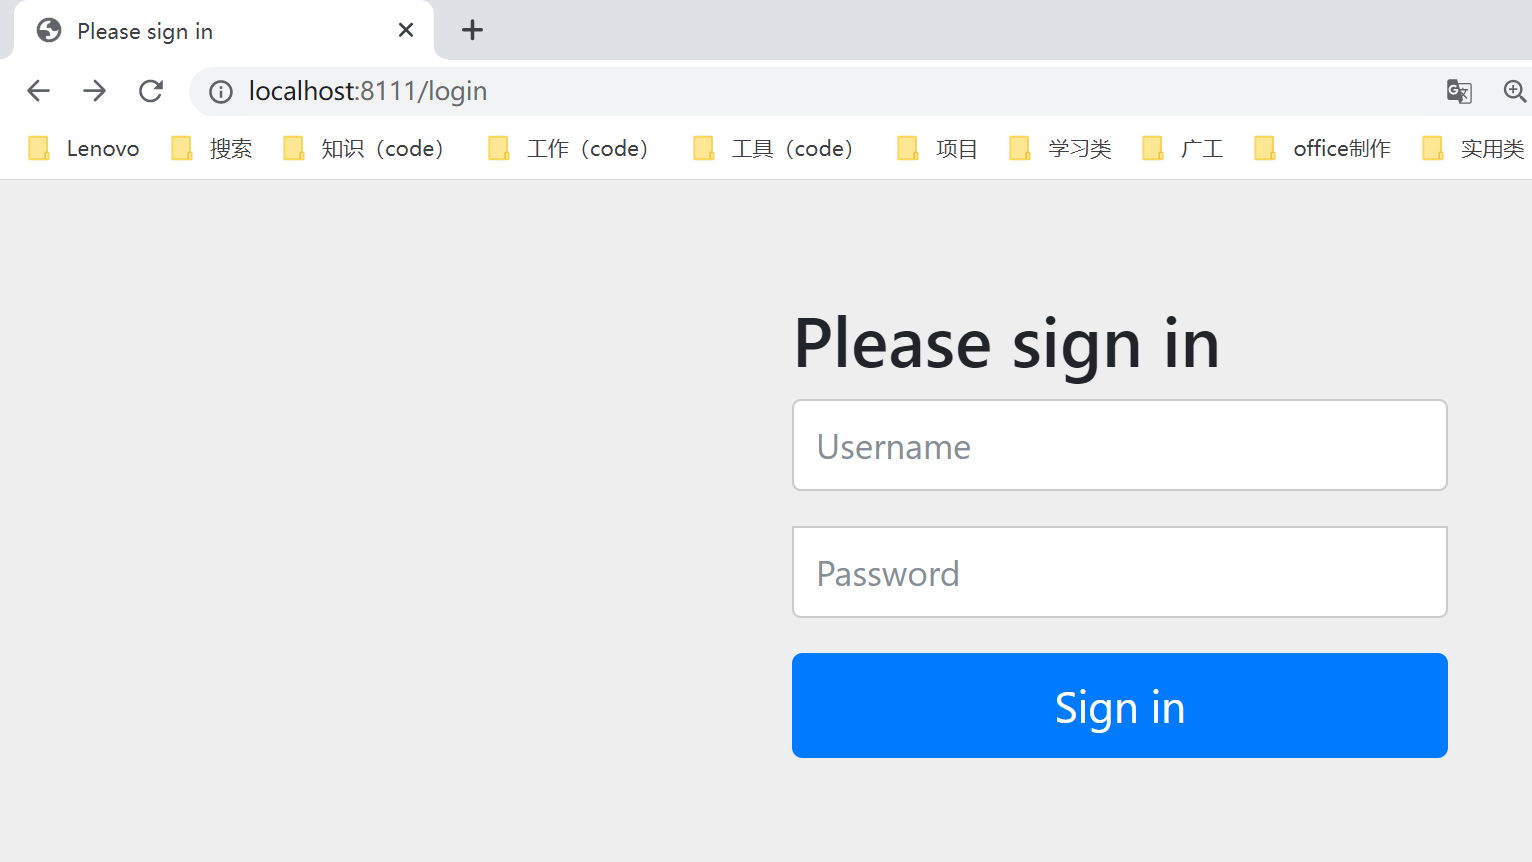 Please sign in
localhost:8111/login
Lenovo 搜索 知识（code） 工作（code） 工具（code） 项目 学习类 广工 office制作 实用类
Please sign in
Username
Password
Sign in